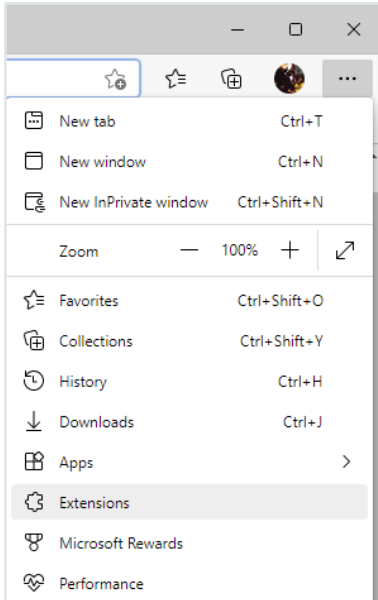 New tab Ctrl+T
New window Ctrl+N
New InPrivate window Ctrl+Shift+N
Zoom 100%
Favorites Ctrl+Shift+O
Collections Ctrl+Shift+Y
History Ctrl+H
Downloads Ctrl+J
Apps
Extensions
Microsoft Rewards
Performance